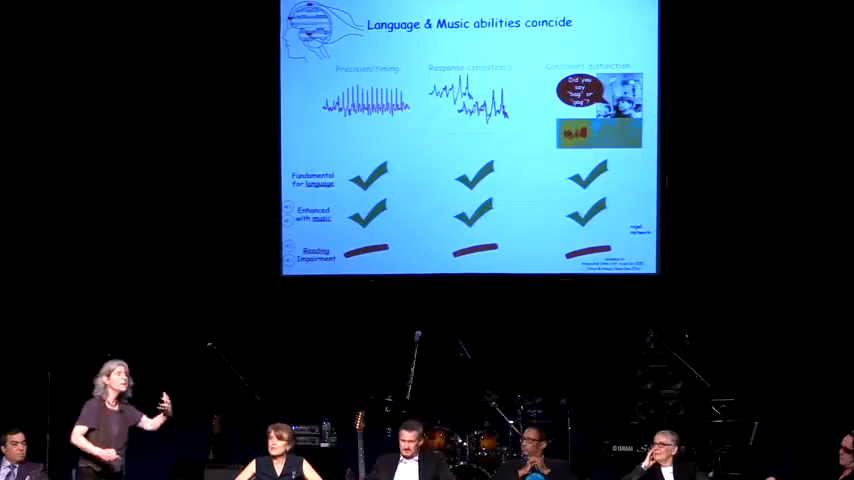 Language & Music abilities coincide
Precision/timing
Response consistency
Consonant distinction
Did you
say
"bag" or
"gag"?
Fundamental
for language
Enhanced
with music
Reading
Impairment
YAMAHA